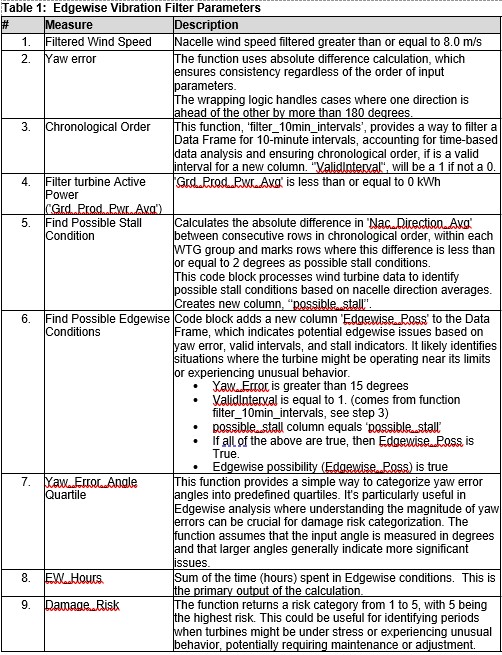 Table 1: Edgewise Vibration Filter Parameters
# Measure Description
1. Filtered Wind Speed Nacelle wind speed filtered greater than or equal to 8.0 m/s
2. Yaw error The function uses absolute difference calculation, which
ensures consistency regardless of the order of input
parameters.
The wrapping logic handles cases where one direction is
ahead of the other by more than 180 degrees.
3. Chronological Order This function, 'filter_10min_intervals', provides a way to filter a
Data Frame for 10-minute intervals, accounting for time-based
data analysis and ensuring chronological order, if is a valid
interval for a new column. "ValidInterval", will be a 1 if not a 0.
4. Filter turbine Active 'Grd_Prod_Pwr_Avg' is less than or equal to 0 kWh
Power
('Grd_Prod_Pwr_Avg')
5. Find Possible Stall Calculates the absolute difference in 'Nac_Direction_Avg'
Condition between consecutive rows in chronological order, within each
WTG group and marks rows where this difference is less than
or equal to 2 degrees as possible stall conditions.
This code block processes wind turbine data to identify
possible stall conditions based on nacelle direction averages.
Creates new column, "possible_stall".
6. Find Possible Edgewise Code block adds a new column 'Edgewise_Poss' to the Data
Conditions Frame, which indicates potential edgewise issues based on
yaw error, valid intervals, and stall indicators. It likely identifies
situations where the turbine might be operating near its limits
or experiencing unusual behavior.
• Yaw_Error is greater than 15 degrees
• ValidInterval is equal to 1. (comes from function
filter_10min_intervals, see step 3)
• possible_stall column equals 'possible_stall'
• If all of the above are true, then Edgewise_Poss is
True.
• Edgewise possibility (Edgewise_Poss) is true
7. Yaw_Error_Angle This function provides a simple way to categorize yaw error
Quartile angles into predefined quartiles. It's particularly useful in
Edgewise analysis where understanding the magnitude of yaw
errors can be crucial for damage risk categorization. The
function assumes that the input angle is measured in degrees
and that larger angles generally indicate more significant
issues.
8. EW_Hours Sum of the time (hours) spent in Edgewise conditions. This is
the primary output of the calculation.
9. Damage_Risk The function returns a risk category from 1 to 5, with 5 being
the highest risk. This could be useful for identifying periods
when turbines might be under stress or experiencing unusual
behavior, potentially requiring maintenance or adjustment.